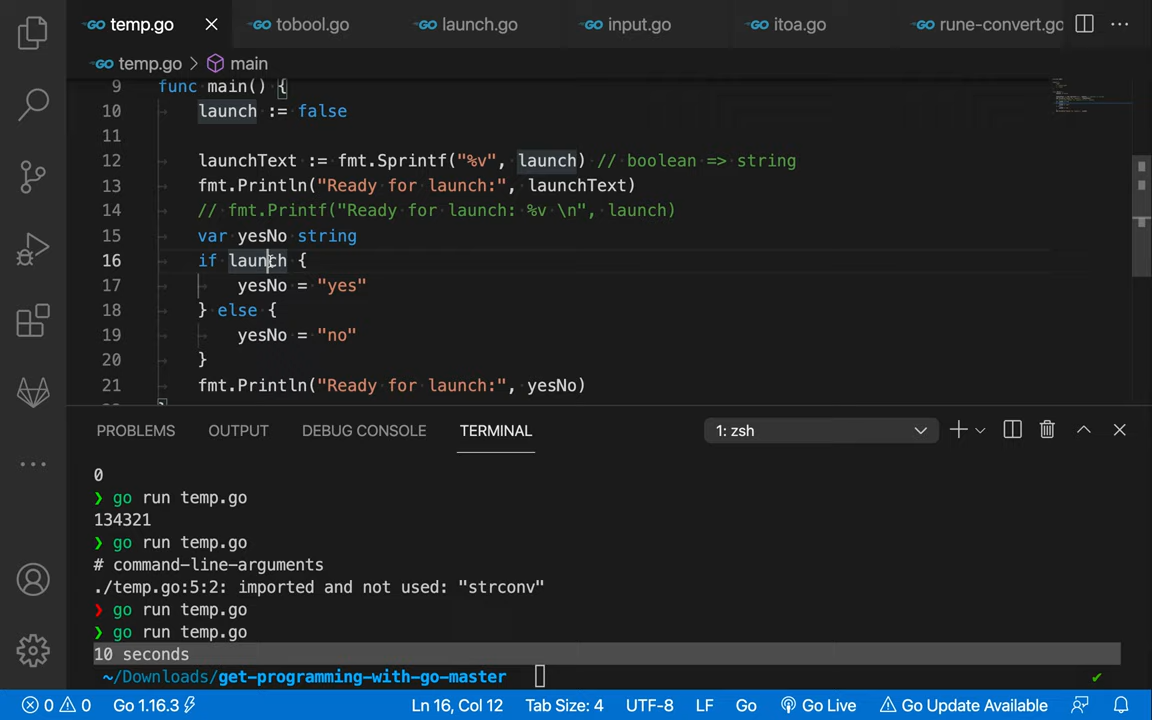 temp.go tobool.go launch.go input.go itoa.go rune-convert.go
temp.go > main
9 func main() {
10 launch := false
11
12 launchText := fmt.Sprintf("%v", launch) // boolean => string
13 fmt.Println("Ready for launch:", launchText)
14 // fmt.Printf("Ready for launch: %v \n", launch)
15 var yesNo string
16 if launch {
17 yesNo = "yes"
18 } else {
19 yesNo = "no"
20 }
21 fmt.Println("Ready for launch:", yesNo)
PROBLEMS OUTPUT DEBUG CONSOLE TERMINAL 1: zsh
0
❯ go run temp.go
134321
❯ go run temp.go
# command-line-arguments
./temp.go:5:2: imported and not used: "strconv"
❯ go run temp.go
❯ go run temp.go
10 seconds
~/Downloads/get-programming-with-go-master
0 0 Go 1.16.3 Ln 16, Col 12 Tab Size: 4 UTF-8 LF Go Go Live Go Update Available